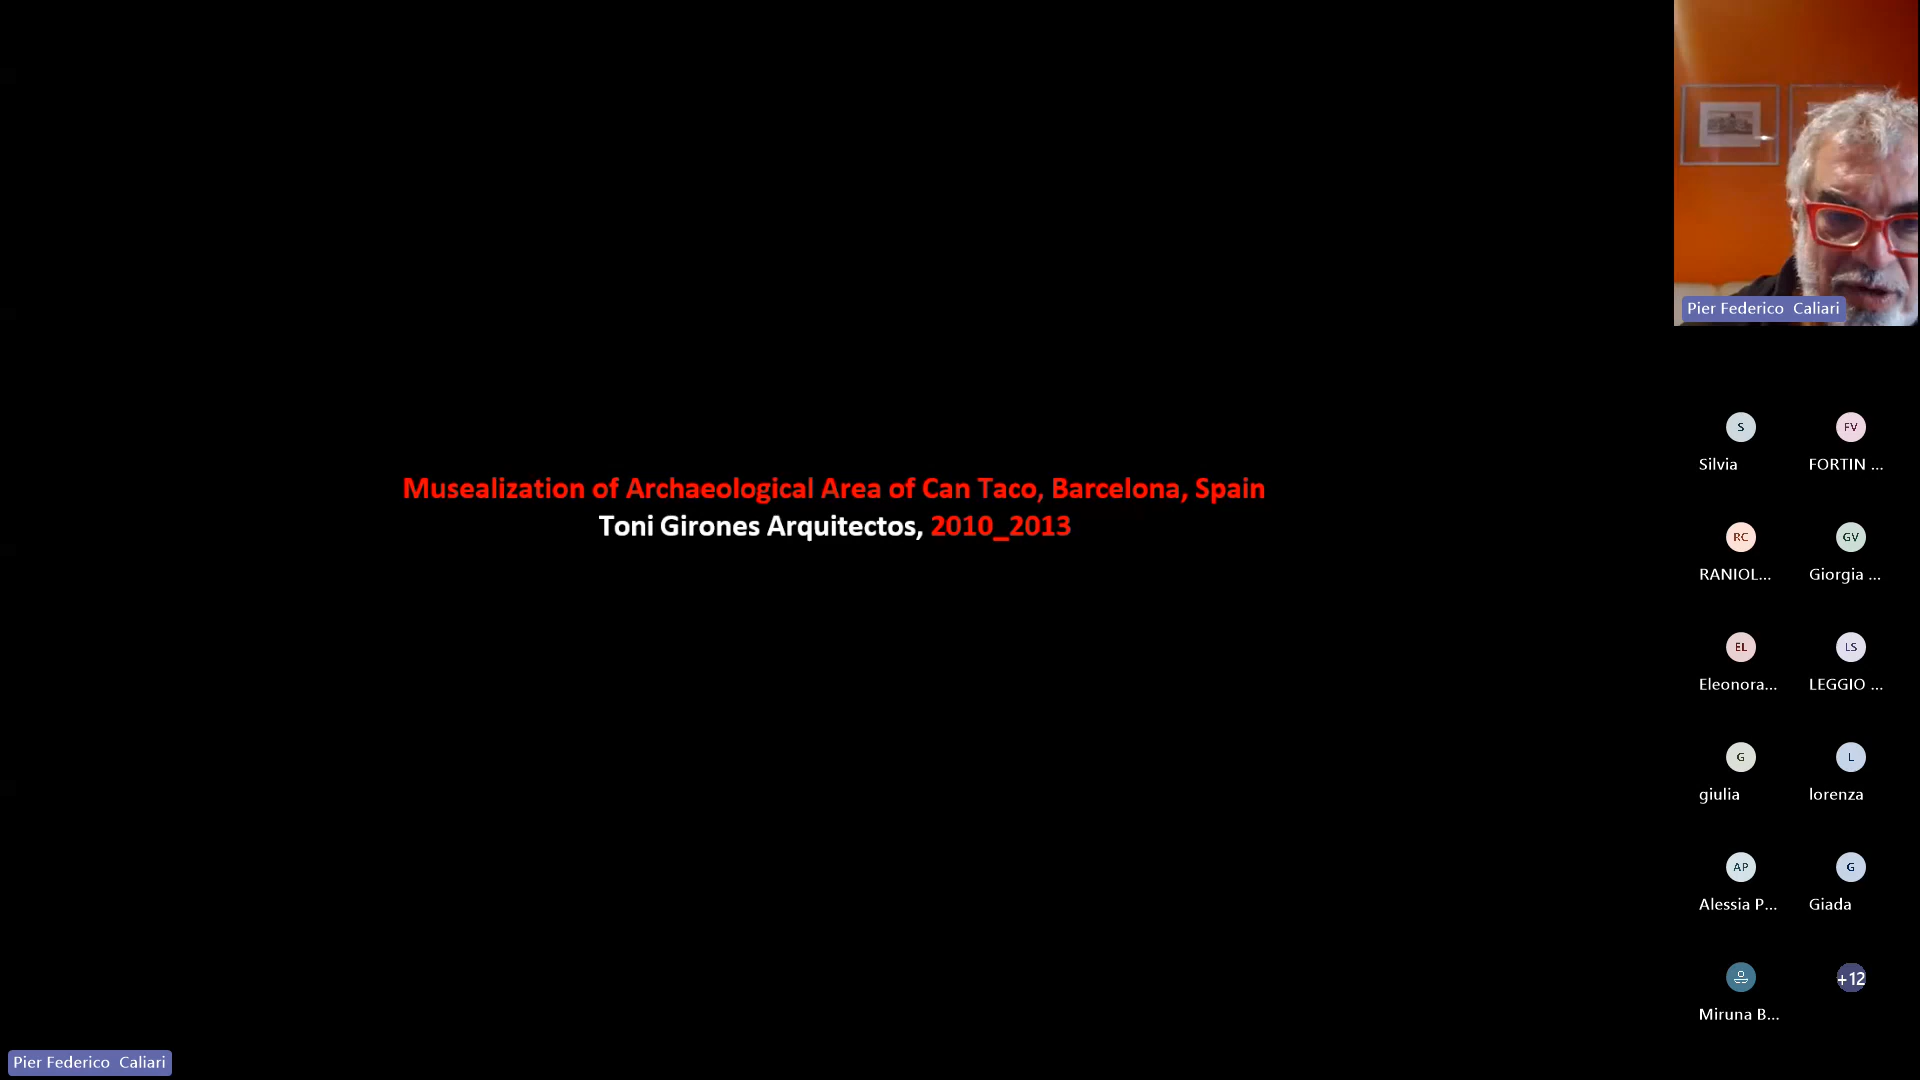 Musealization of Archaeological Area of Can Taco, Barcelona, Spain
Toni Girones Arquitectos, 2010_2013
Pier Federico Caliari
S
FV
Silvia
FORTIN ...
RC
GV
RANIOL...
Giorgia ...
EL
LS
Eleonora...
LEGGIO ...
G
L
giulia
lorenza
AP
G
Alessia P...
Giada
+12
Miruna B...
Pier Federico Caliari